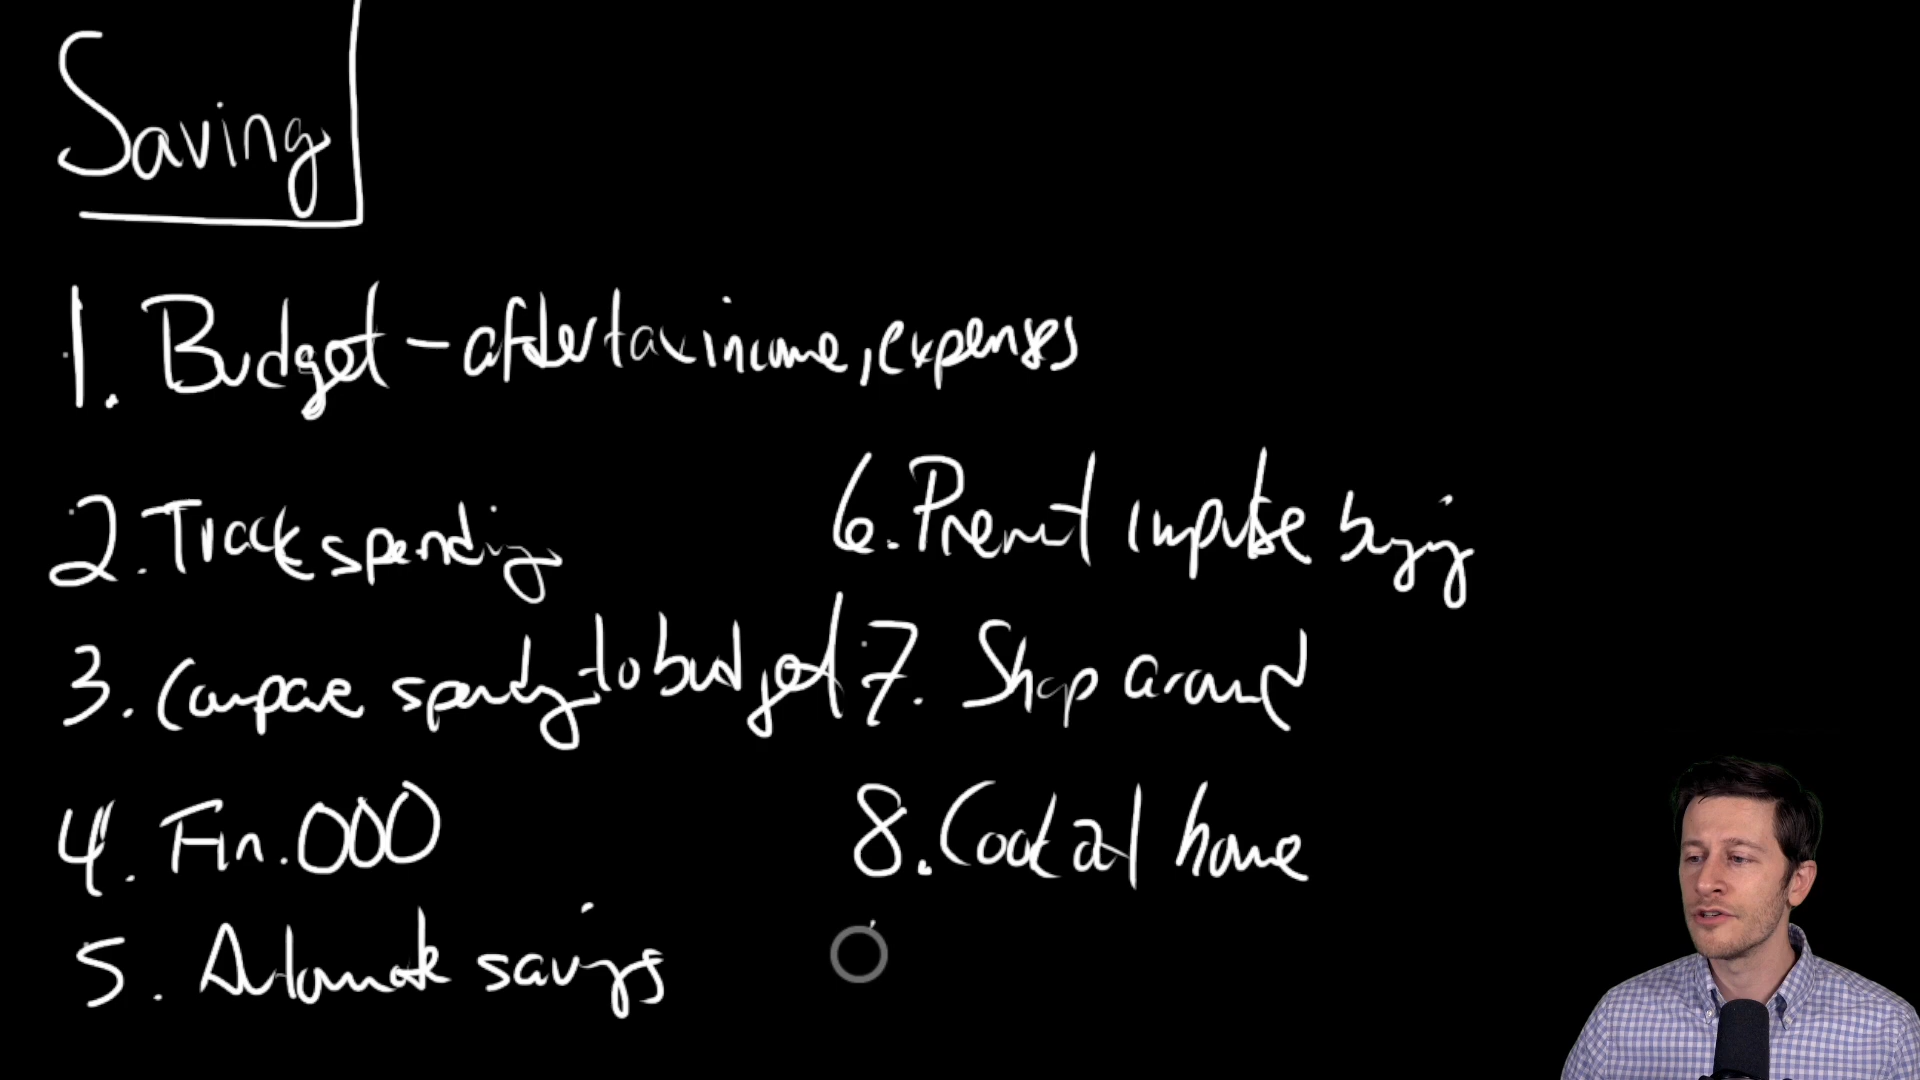 Saving
1. Budget - after tax income, expenses
2. Track spending
3. Compare spending to budget
4. Fin. OOO
5. Automate savings
6. Prevent impulse buying
7. Shop around
8. Cook at home